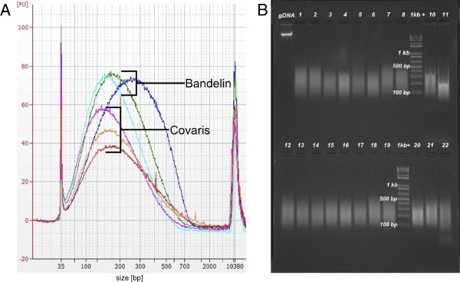 A
[FU]
100
80
60
40
20
0
-20
35 100 200 300 500 700 2000 10380
size [bp]
Bandelin
Covaris
B
gDNA 1 2 3 4 5 6 7 8 1kb + 10 11
1 kb
500 bp
100 bp
12 13 14 15 16 17 18 19 1kb+ 20 21 22
1 kb
500 bp
100 bp